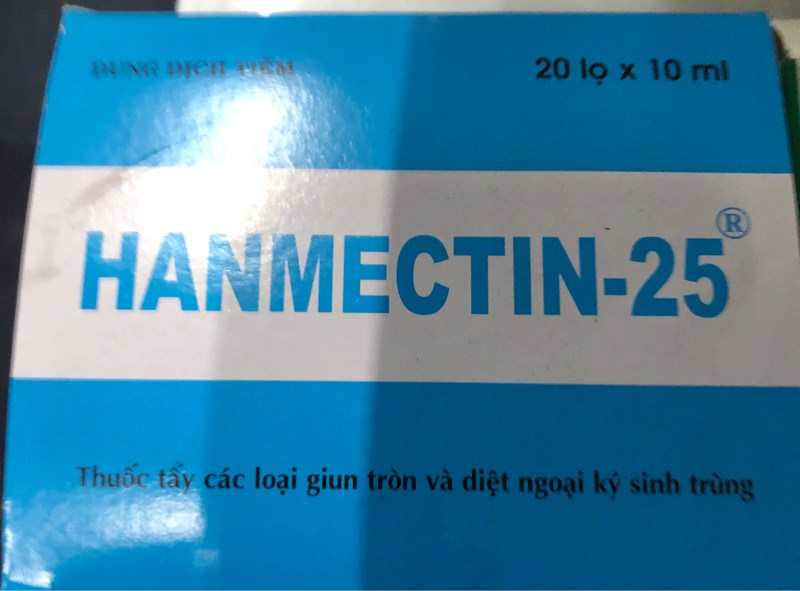 DUNG DỊCH TIÊM
20 lọ x 10 ml
HANMECTIN-25®
Thuốc tẩy các loại giun tròn và diệt ngoại ký sinh trùng